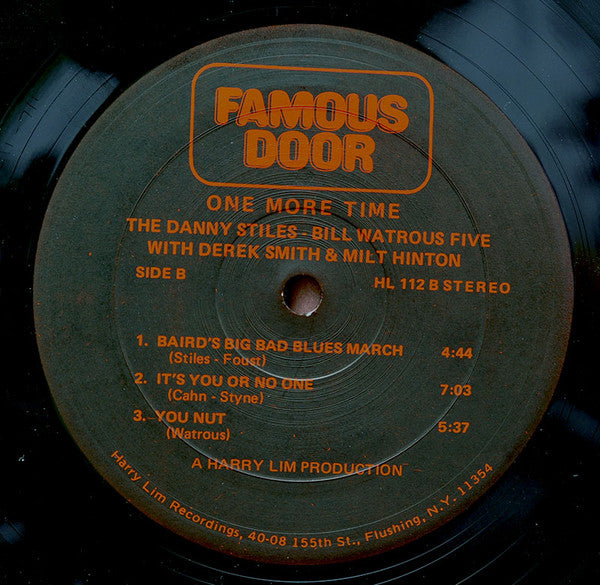 FAMOUS
DOOR
ONE MORE TIME
THE DANNY STILES - BILL WATROUS FIVE
WITH DEREK SMITH & MILT HINTON
SIDE B HL 112 B STEREO
1. BAIRD'S BIG BAD BLUES MARCH 4:44
(Stiles - Foust)
2. IT'S YOU OR NO ONE 7:03
(Cahn - Styne)
3. YOU NUT 5:37
(Watrous)
A HARRY LIM PRODUCTION
Harry Lim Recordings, 40-08 155th St., Flushing, N.Y. 11354